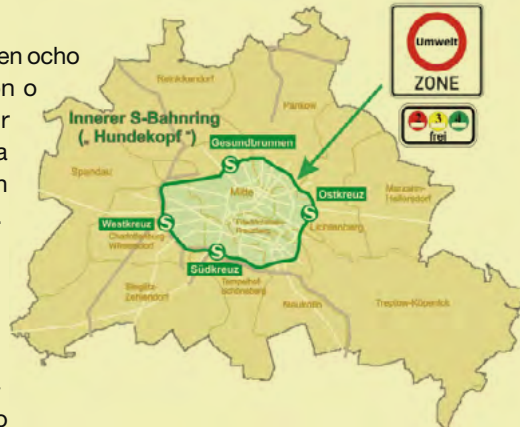 en ocho
n o
r
a
n
o
Umwelt
ZONE
2 3 4
frei
Innerer S-Bahnring
(„ Hundekopf “)
Reinickendorf
Pankow
Gesundbrunnen
S
Spandau
Mitte
Ostkreuz
S
Marzahn-
Hellersdorf
Friedrichshain-
Kreuzberg
Lichtenberg
Westkreuz
S
Charlottenburg
Wilmersdorf
S
Südkreuz
Steglitz-
Zehlendorf
Tempelhof
Schöneberg
Neukölln
Treptow-Köpenick